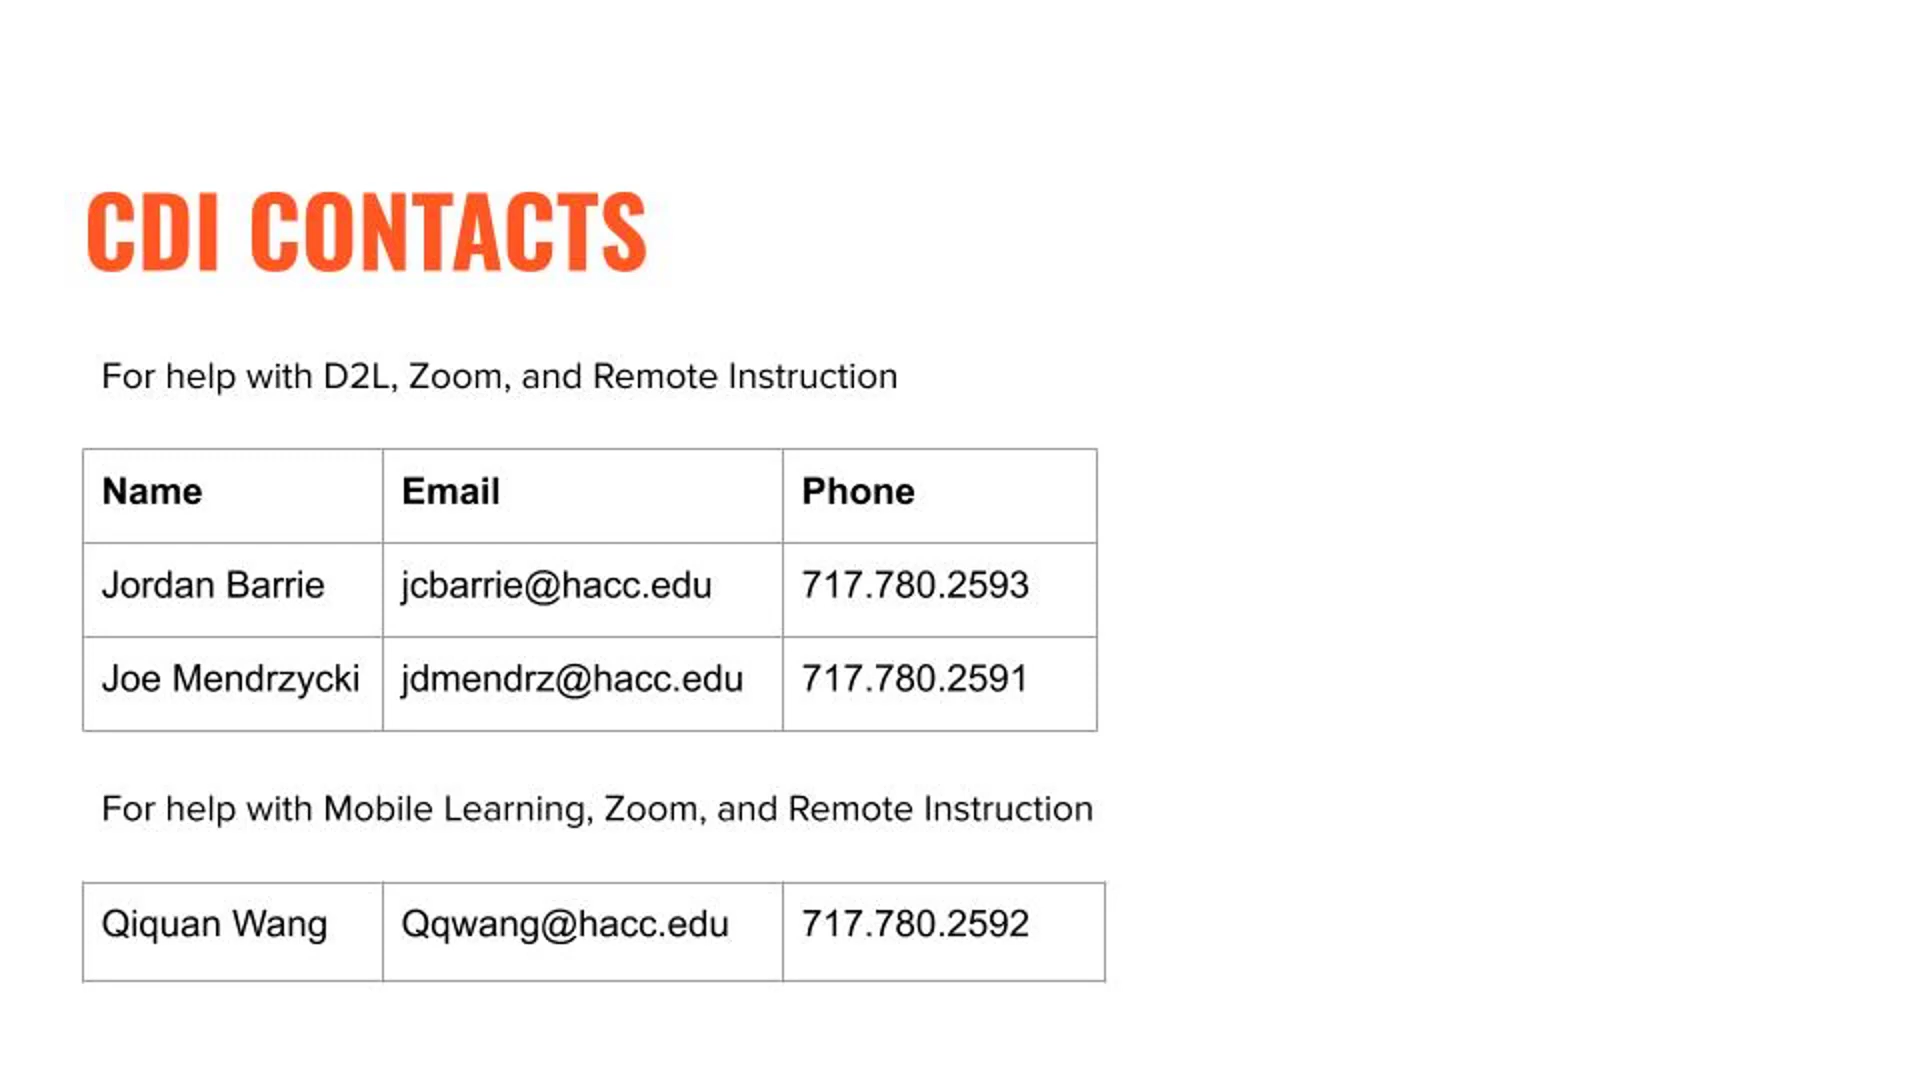 CDI CONTACTS
For help with D2L, Zoom, and Remote Instruction
Name Email Phone
Jordan Barrie jcbarrie@hacc.edu 717.780.2593
Joe Mendrzycki jdmendrz@hacc.edu 717.780.2591
For help with Mobile Learning, Zoom, and Remote Instruction
Qiquan Wang Qqwang@hacc.edu 717.780.2592